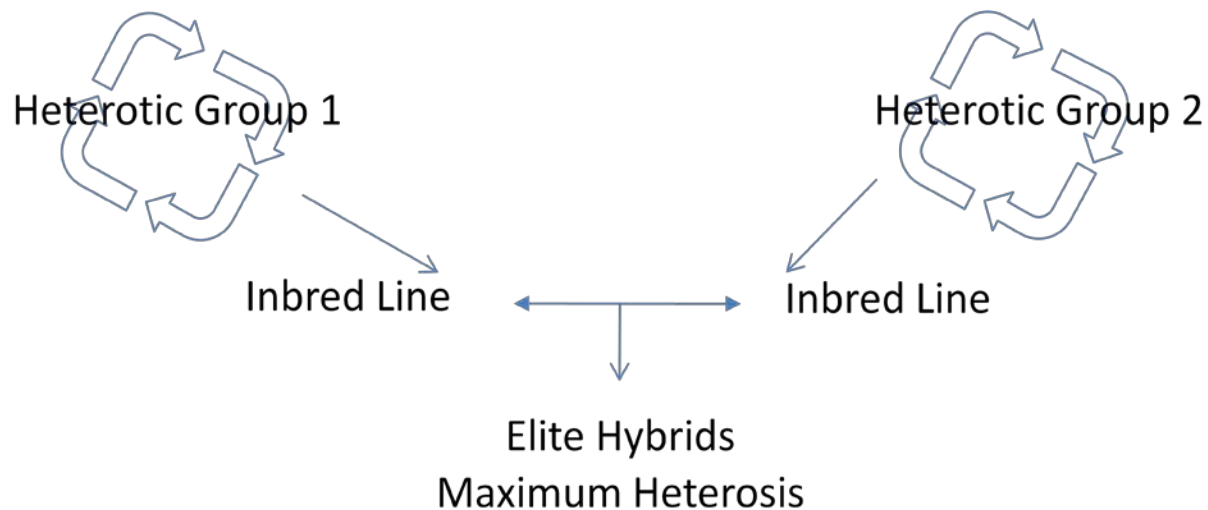 Heterotic Group 1
Heterotic Group 2
Inbred Line
Inbred Line
Elite Hybrids
Maximum Heterosis